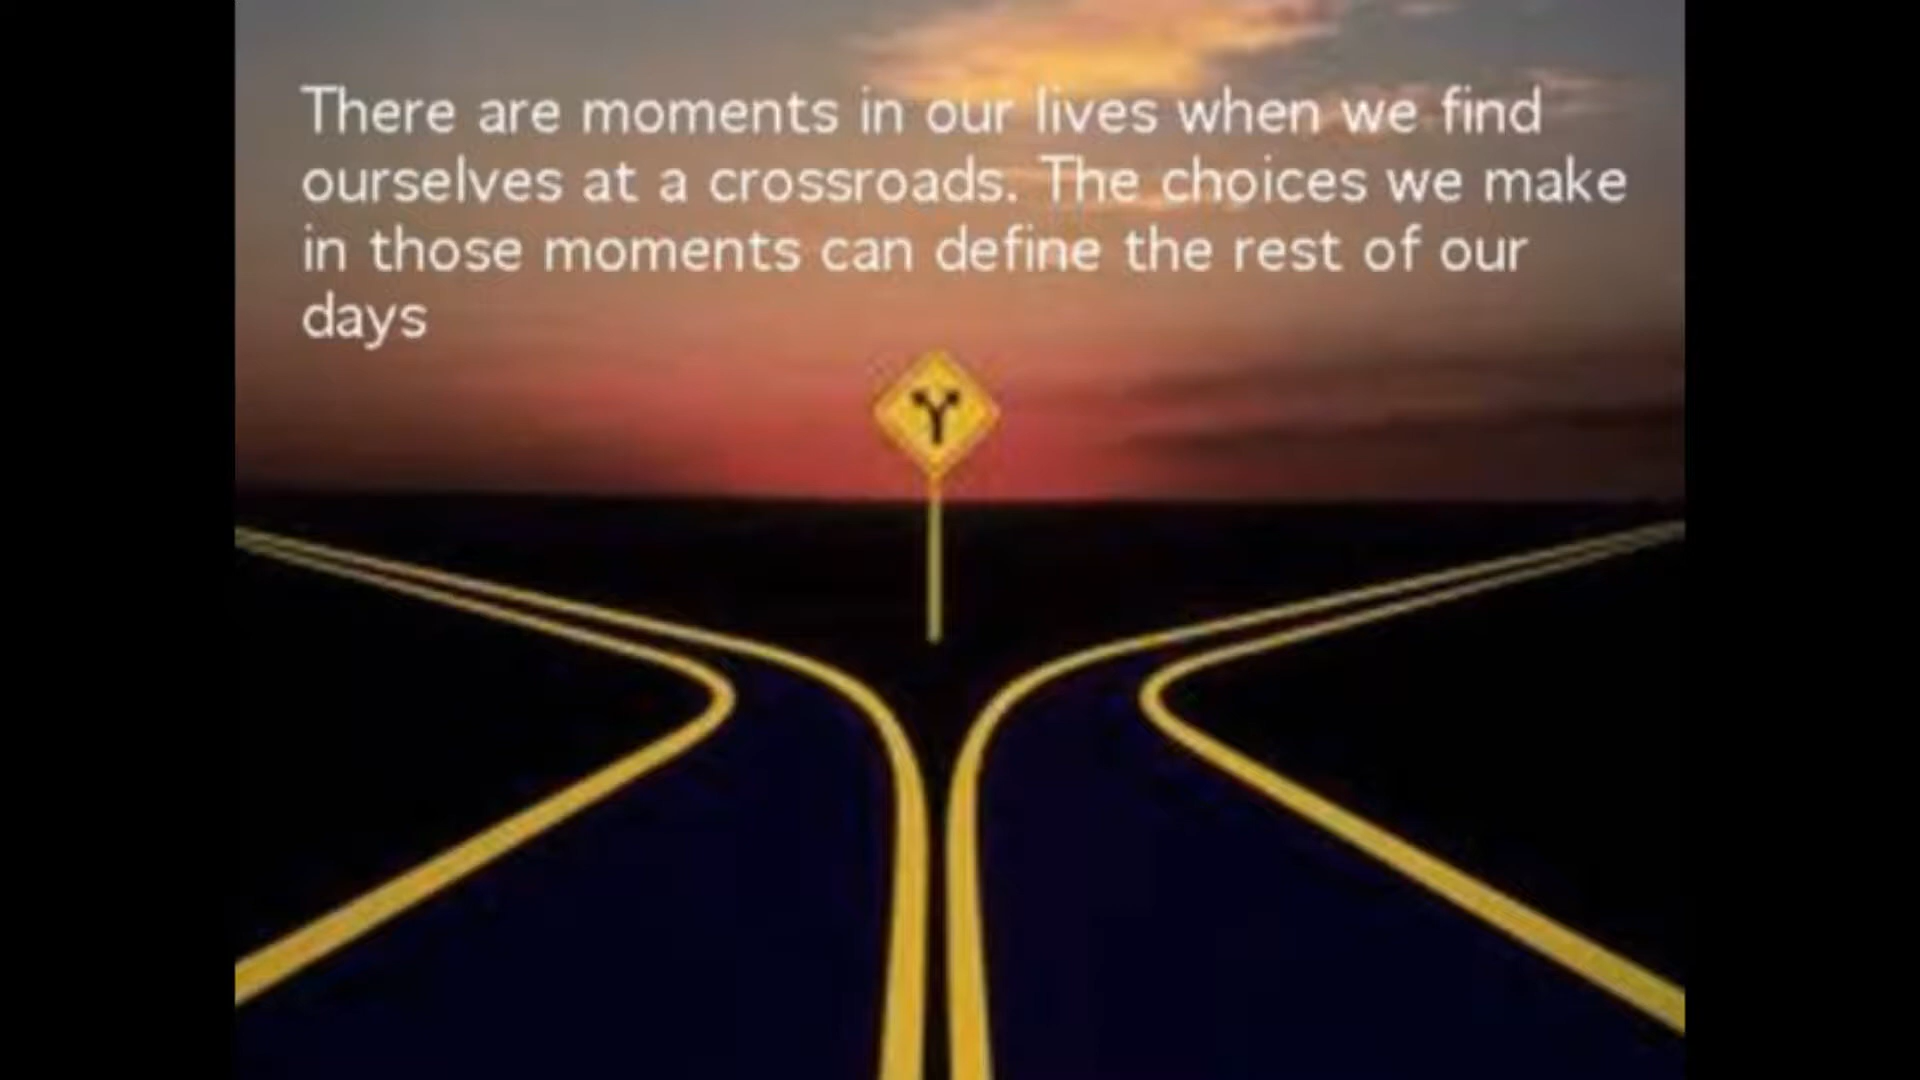 There are moments in our lives when we find
ourselves at a crossroads. The choices we make
in those moments can define the rest of our
days